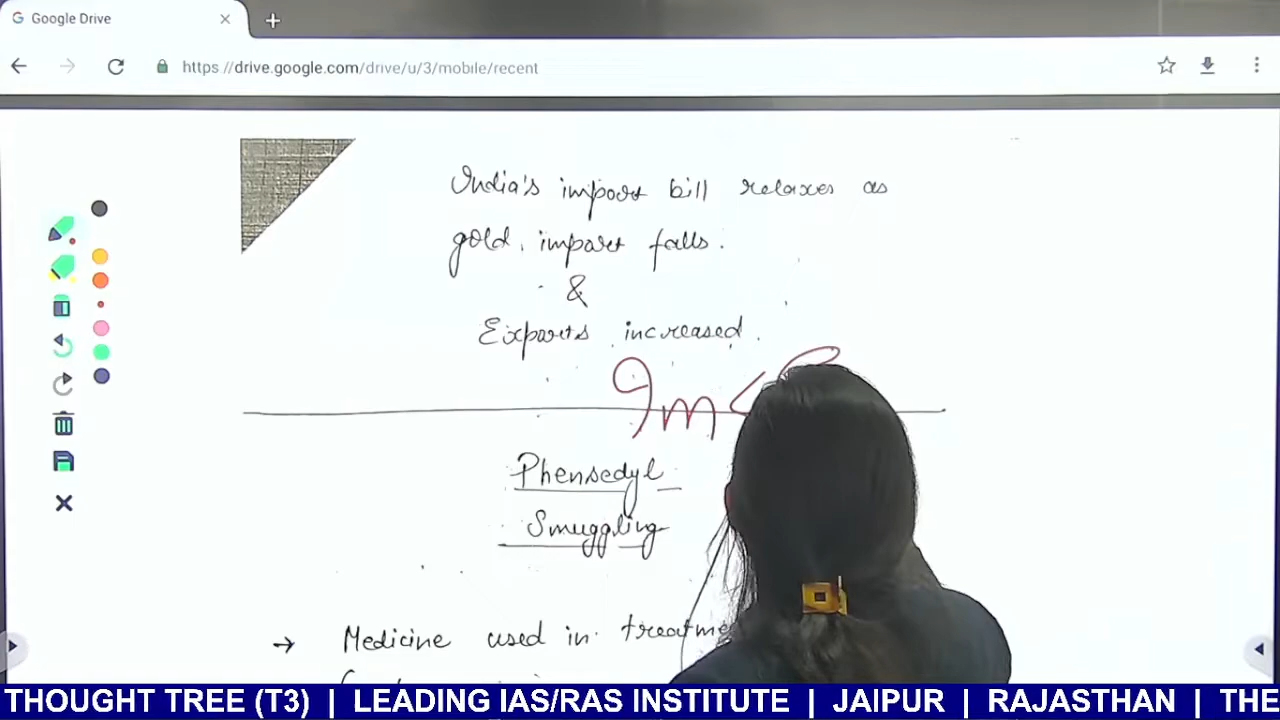 Google Drive
https://drive.google.com/drive/u/3/mobile/recent
India's import bill relaxes as
gold import falls.
&
Exports increased.
Im <
Phensedyl
Smuggling
→ Medicine used in
THOUGHT TREE (T3) | LEADING IAS/RAS INSTITUTE | JAIPUR | RAJASTHAN | THE